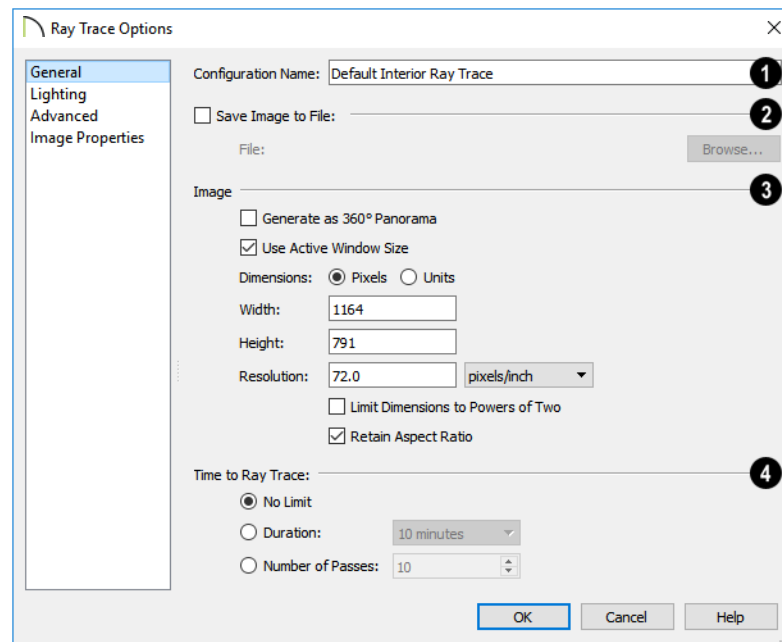 Ray Trace Options
General
Lighting
Advanced
Image Properties
Configuration Name: Default Interior Ray Trace 1
Save Image to File: 2
File: Browse...
Image 3
Generate as 360° Panorama
Use Active Window Size
Dimensions: Pixels Units
Width: 1164
Height: 791
Resolution: 72.0 pixels/inch
Limit Dimensions to Powers of Two
Retain Aspect Ratio
Time to Ray Trace: 4
No Limit
Duration: 10 minutes
Number of Passes: 10
OK Cancel Help